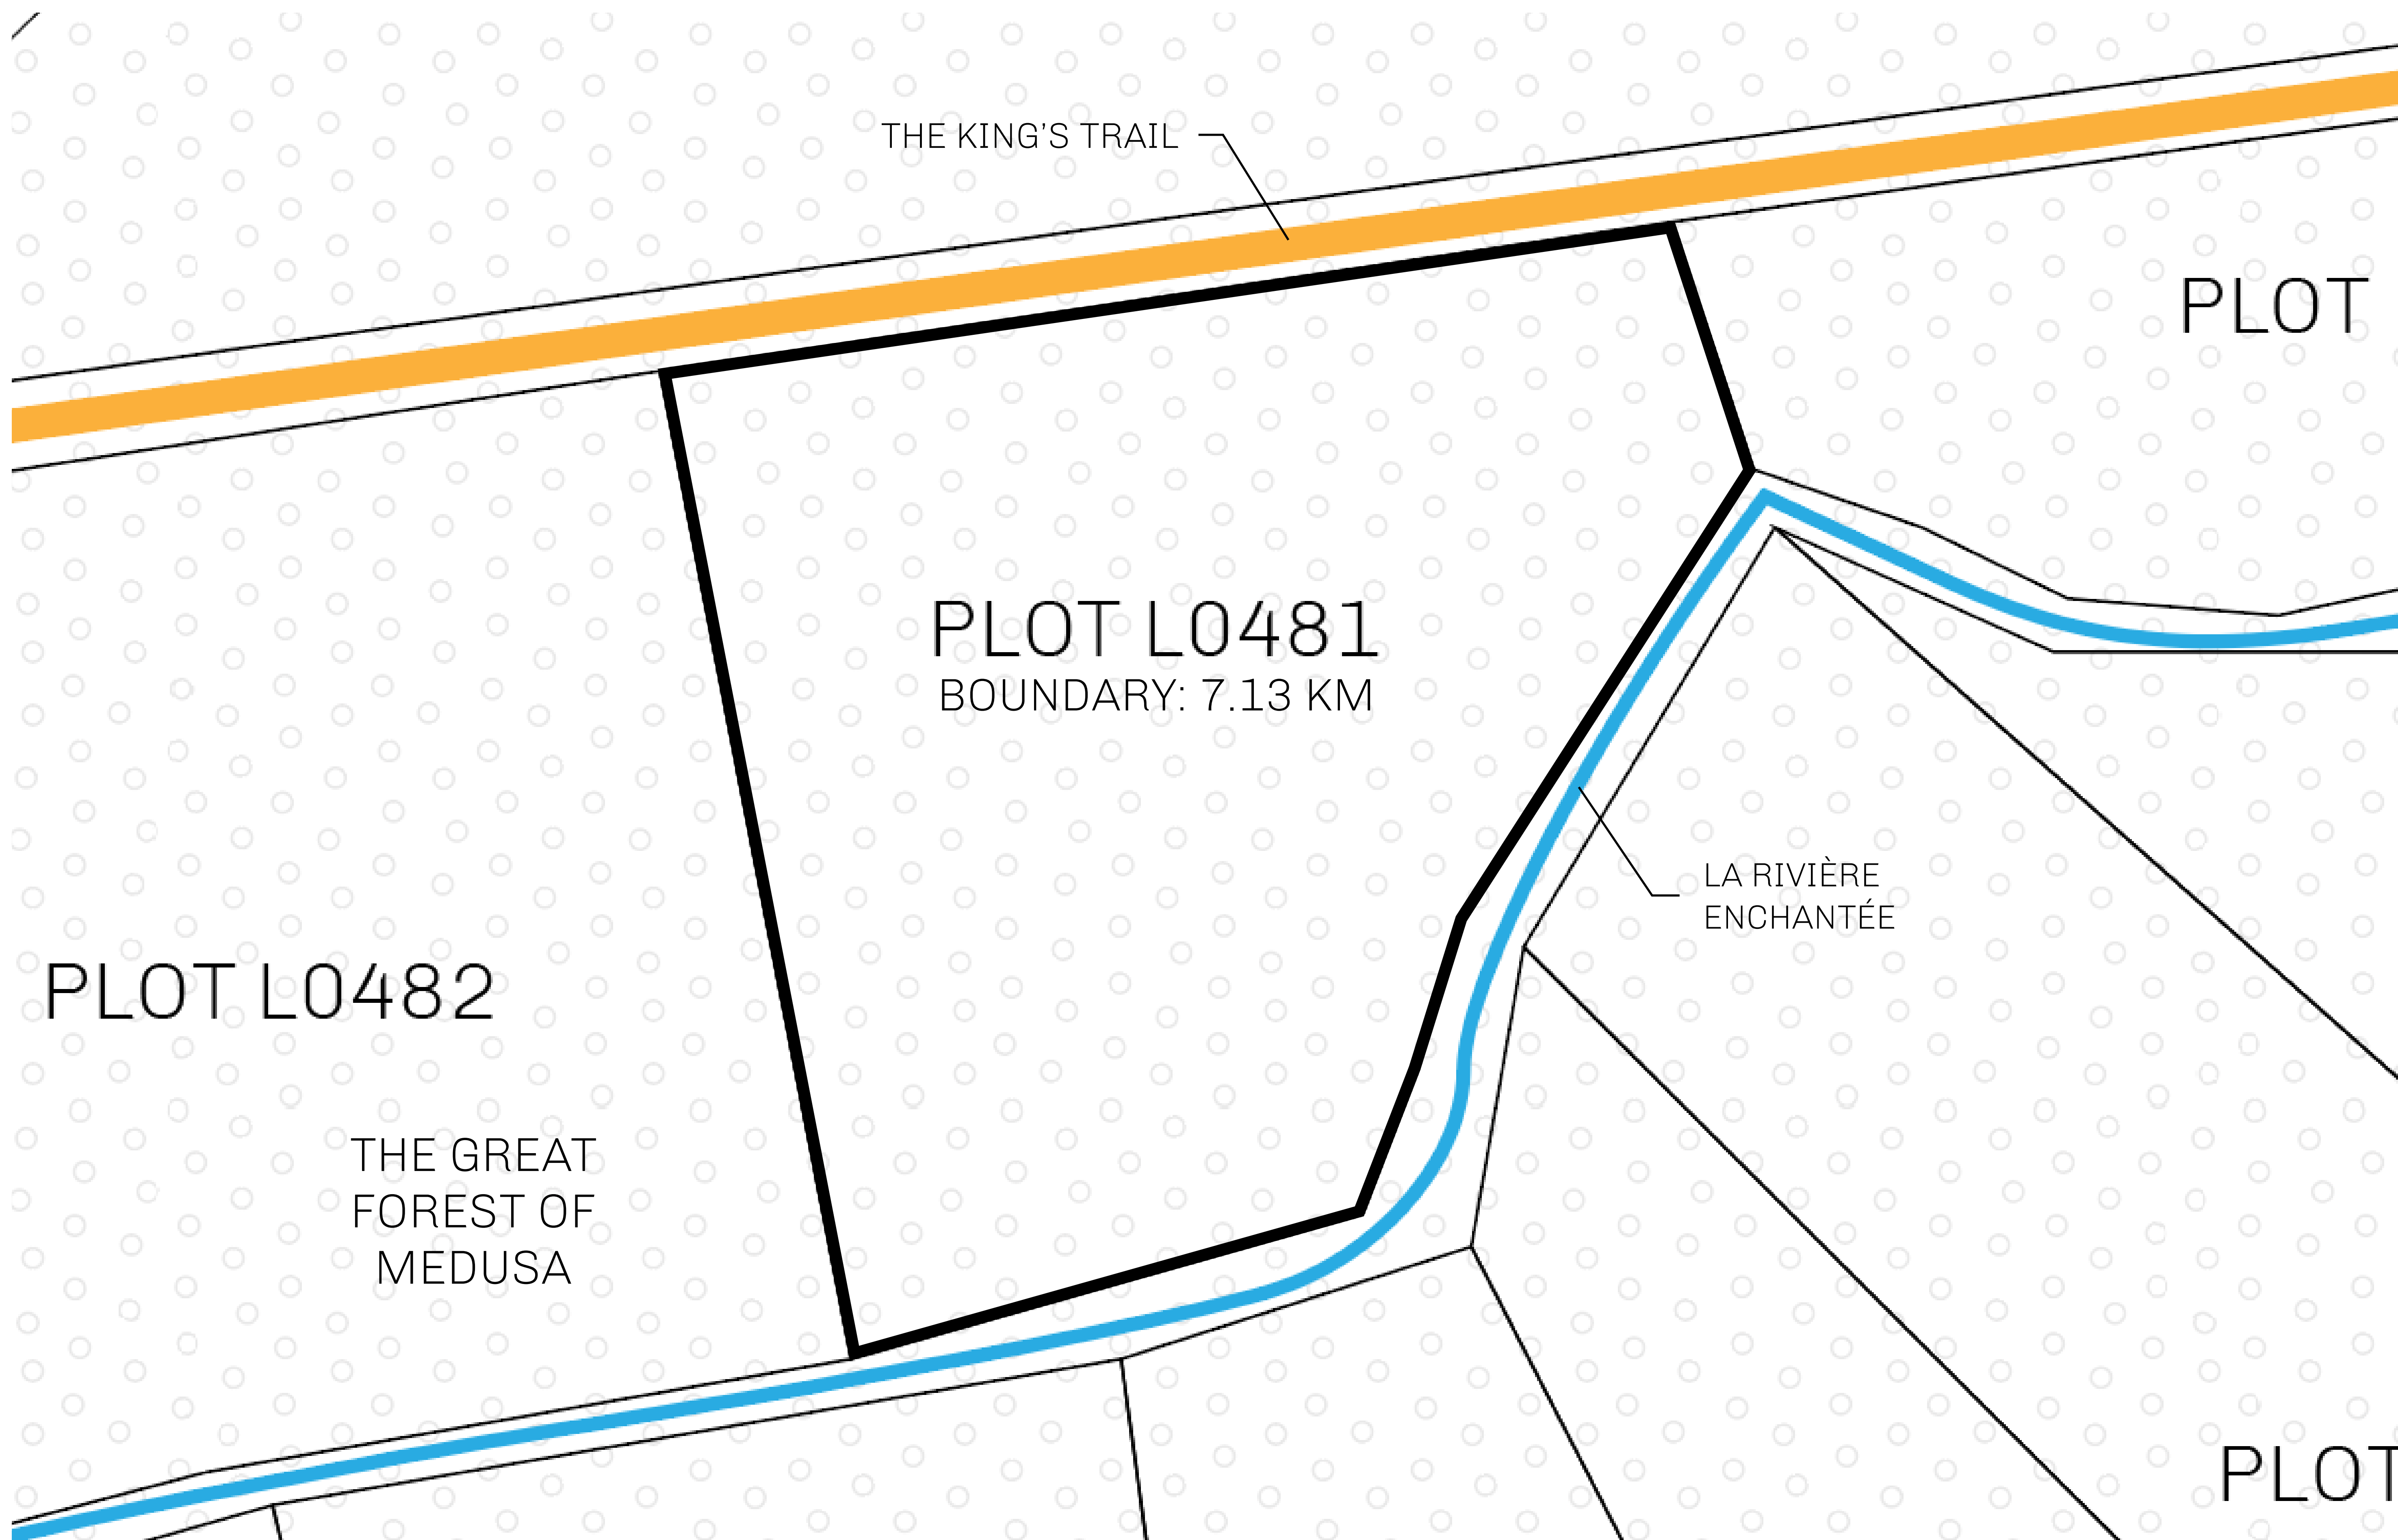 THE KING'S TRAIL
PLOT
PLOT L0481
BOUNDARY: 7.13 KM
LA RIVIÈRE
ENCHANTÉE
PLOT L0482
THE GREAT
FOREST OF
MEDUSA
PLOT